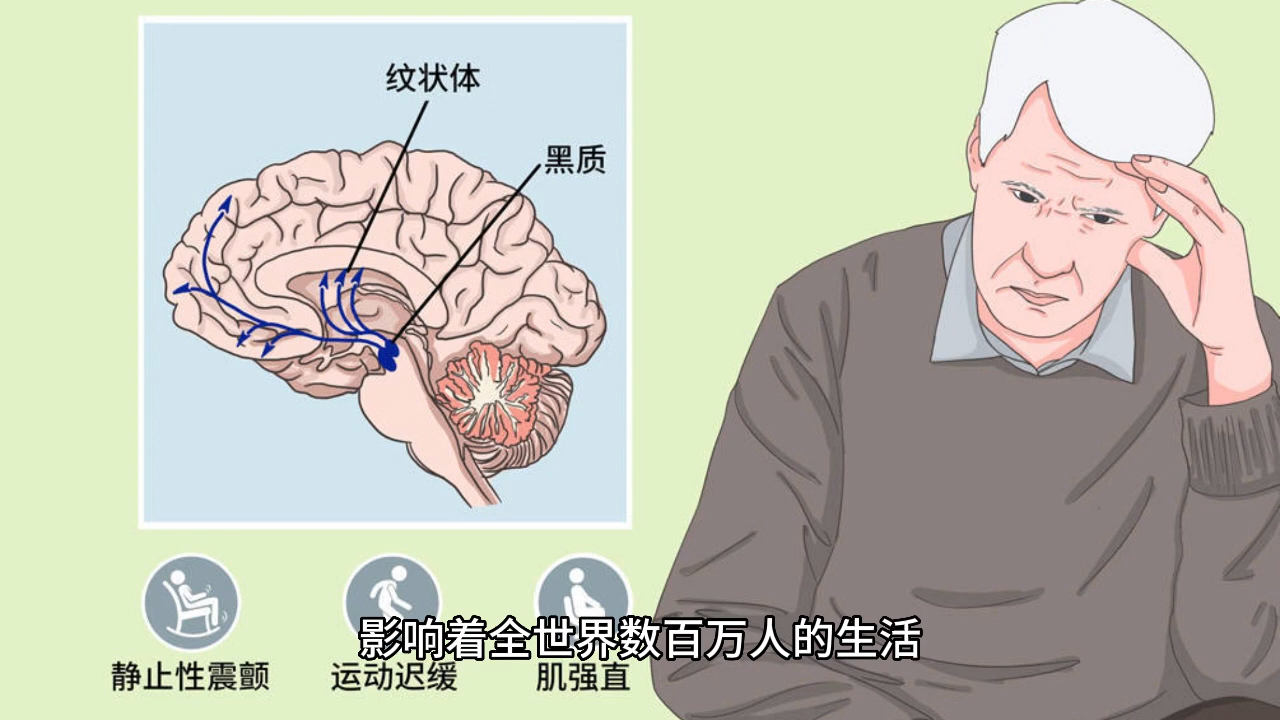 纹状体
黑质
影响着全世界数百万人的生活
静止性震颤
运动迟缓
肌强直